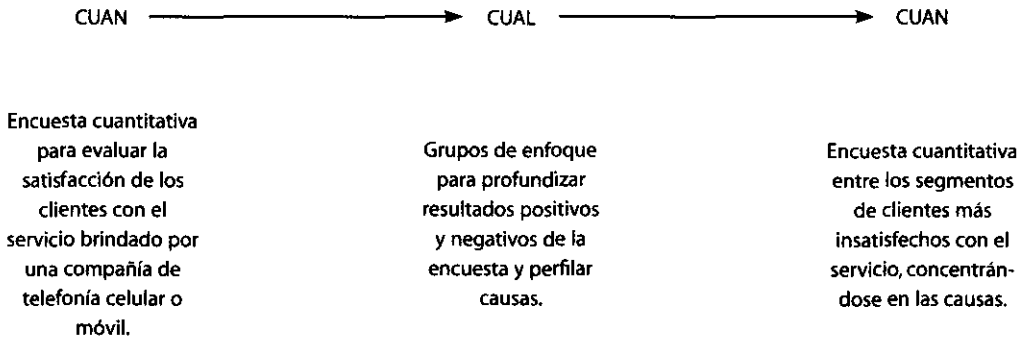 CUAN CUAL CUAN
Encuesta cuantitativa
para evaluar la
satisfacción de los
clientes con el
servicio brindado por
una compañía de
telefonía celular o
móvil.
Grupos de enfoque
para profundizar
resultados positivos
y negativos de la
encuesta y perfilar
causas.
Encuesta cuantitativa
entre los segmentos
de clientes más
insatisfechos con el
servicio, concentrán-
dose en las causas.